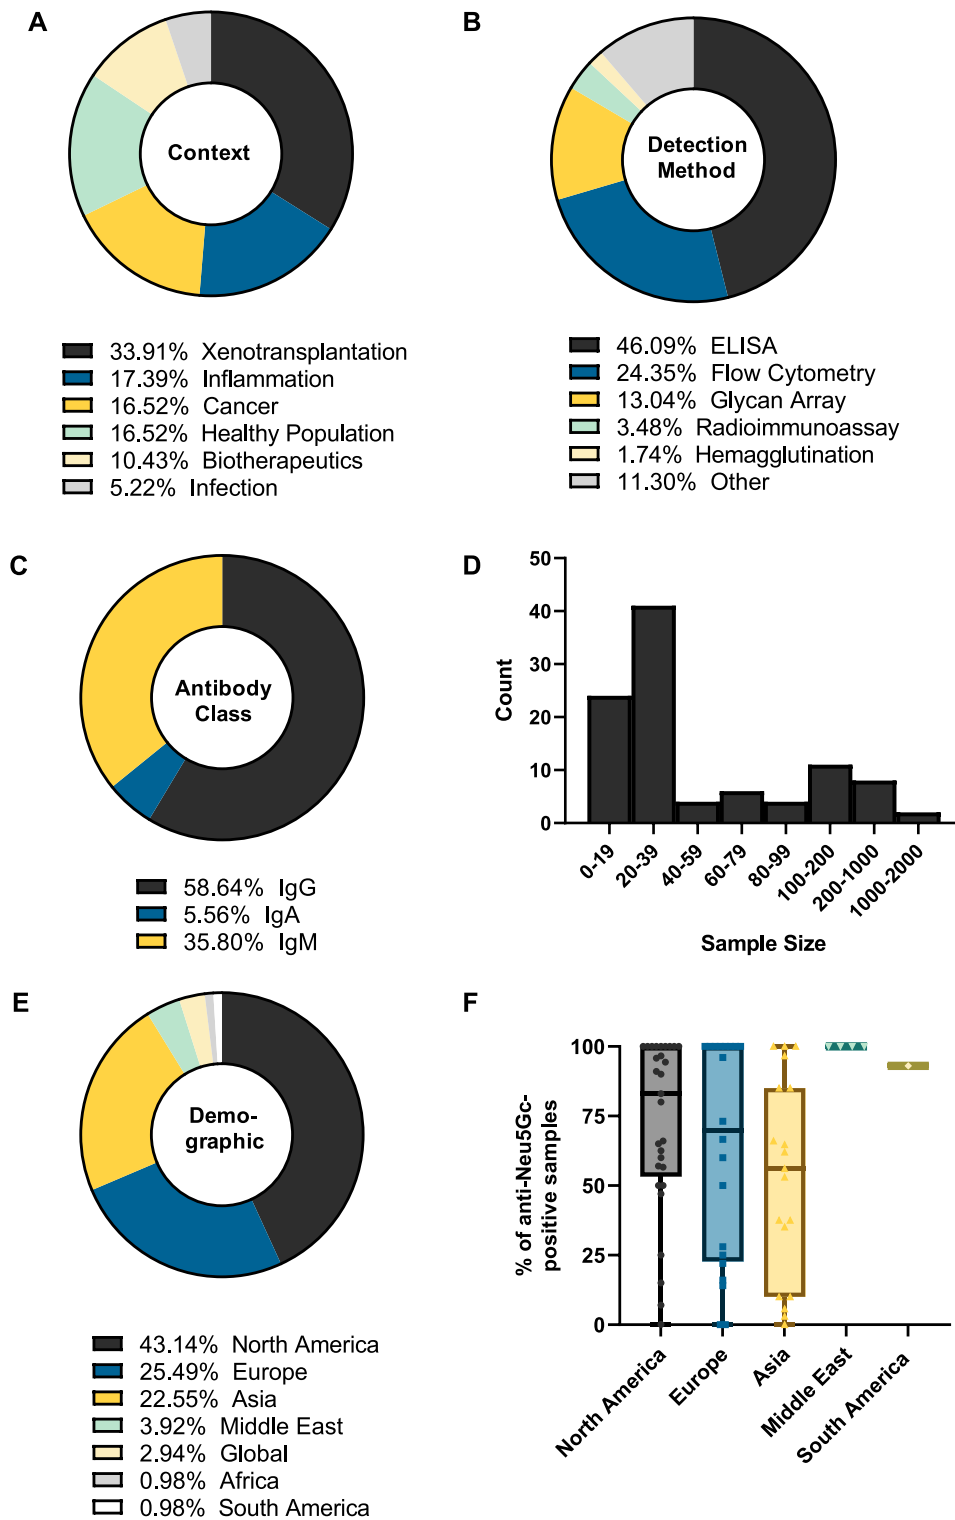 A
Context
33.91% Xenotransplantation
17.39% Inflammation
16.52% Cancer
16.52% Healthy Population
10.43% Biotherapeutics
5.22% Infection
B
Detection
Method
46.09% ELISA
24.35% Flow Cytometry
13.04% Glycan Array
3.48% Radioimmunoassay
1.74% Hemagglutination
11.30% Other
C
Antibody
Class
58.64% IgG
5.56% IgA
35.80% IgM
D
Count
50
40
30
20
10
0
0-19
20-39
40-59
60-79
80-99
100-200
200-1000
1000-2000
Sample Size
E
Demo-
graphic
43.14% North America
25.49% Europe
22.55% Asia
3.92% Middle East
2.94% Global
0.98% Africa
0.98% South America
F
% of anti-Neu5Gc-
positive samples
100
75
50
25
0
North America
Europe
Asia
Middle East
South America